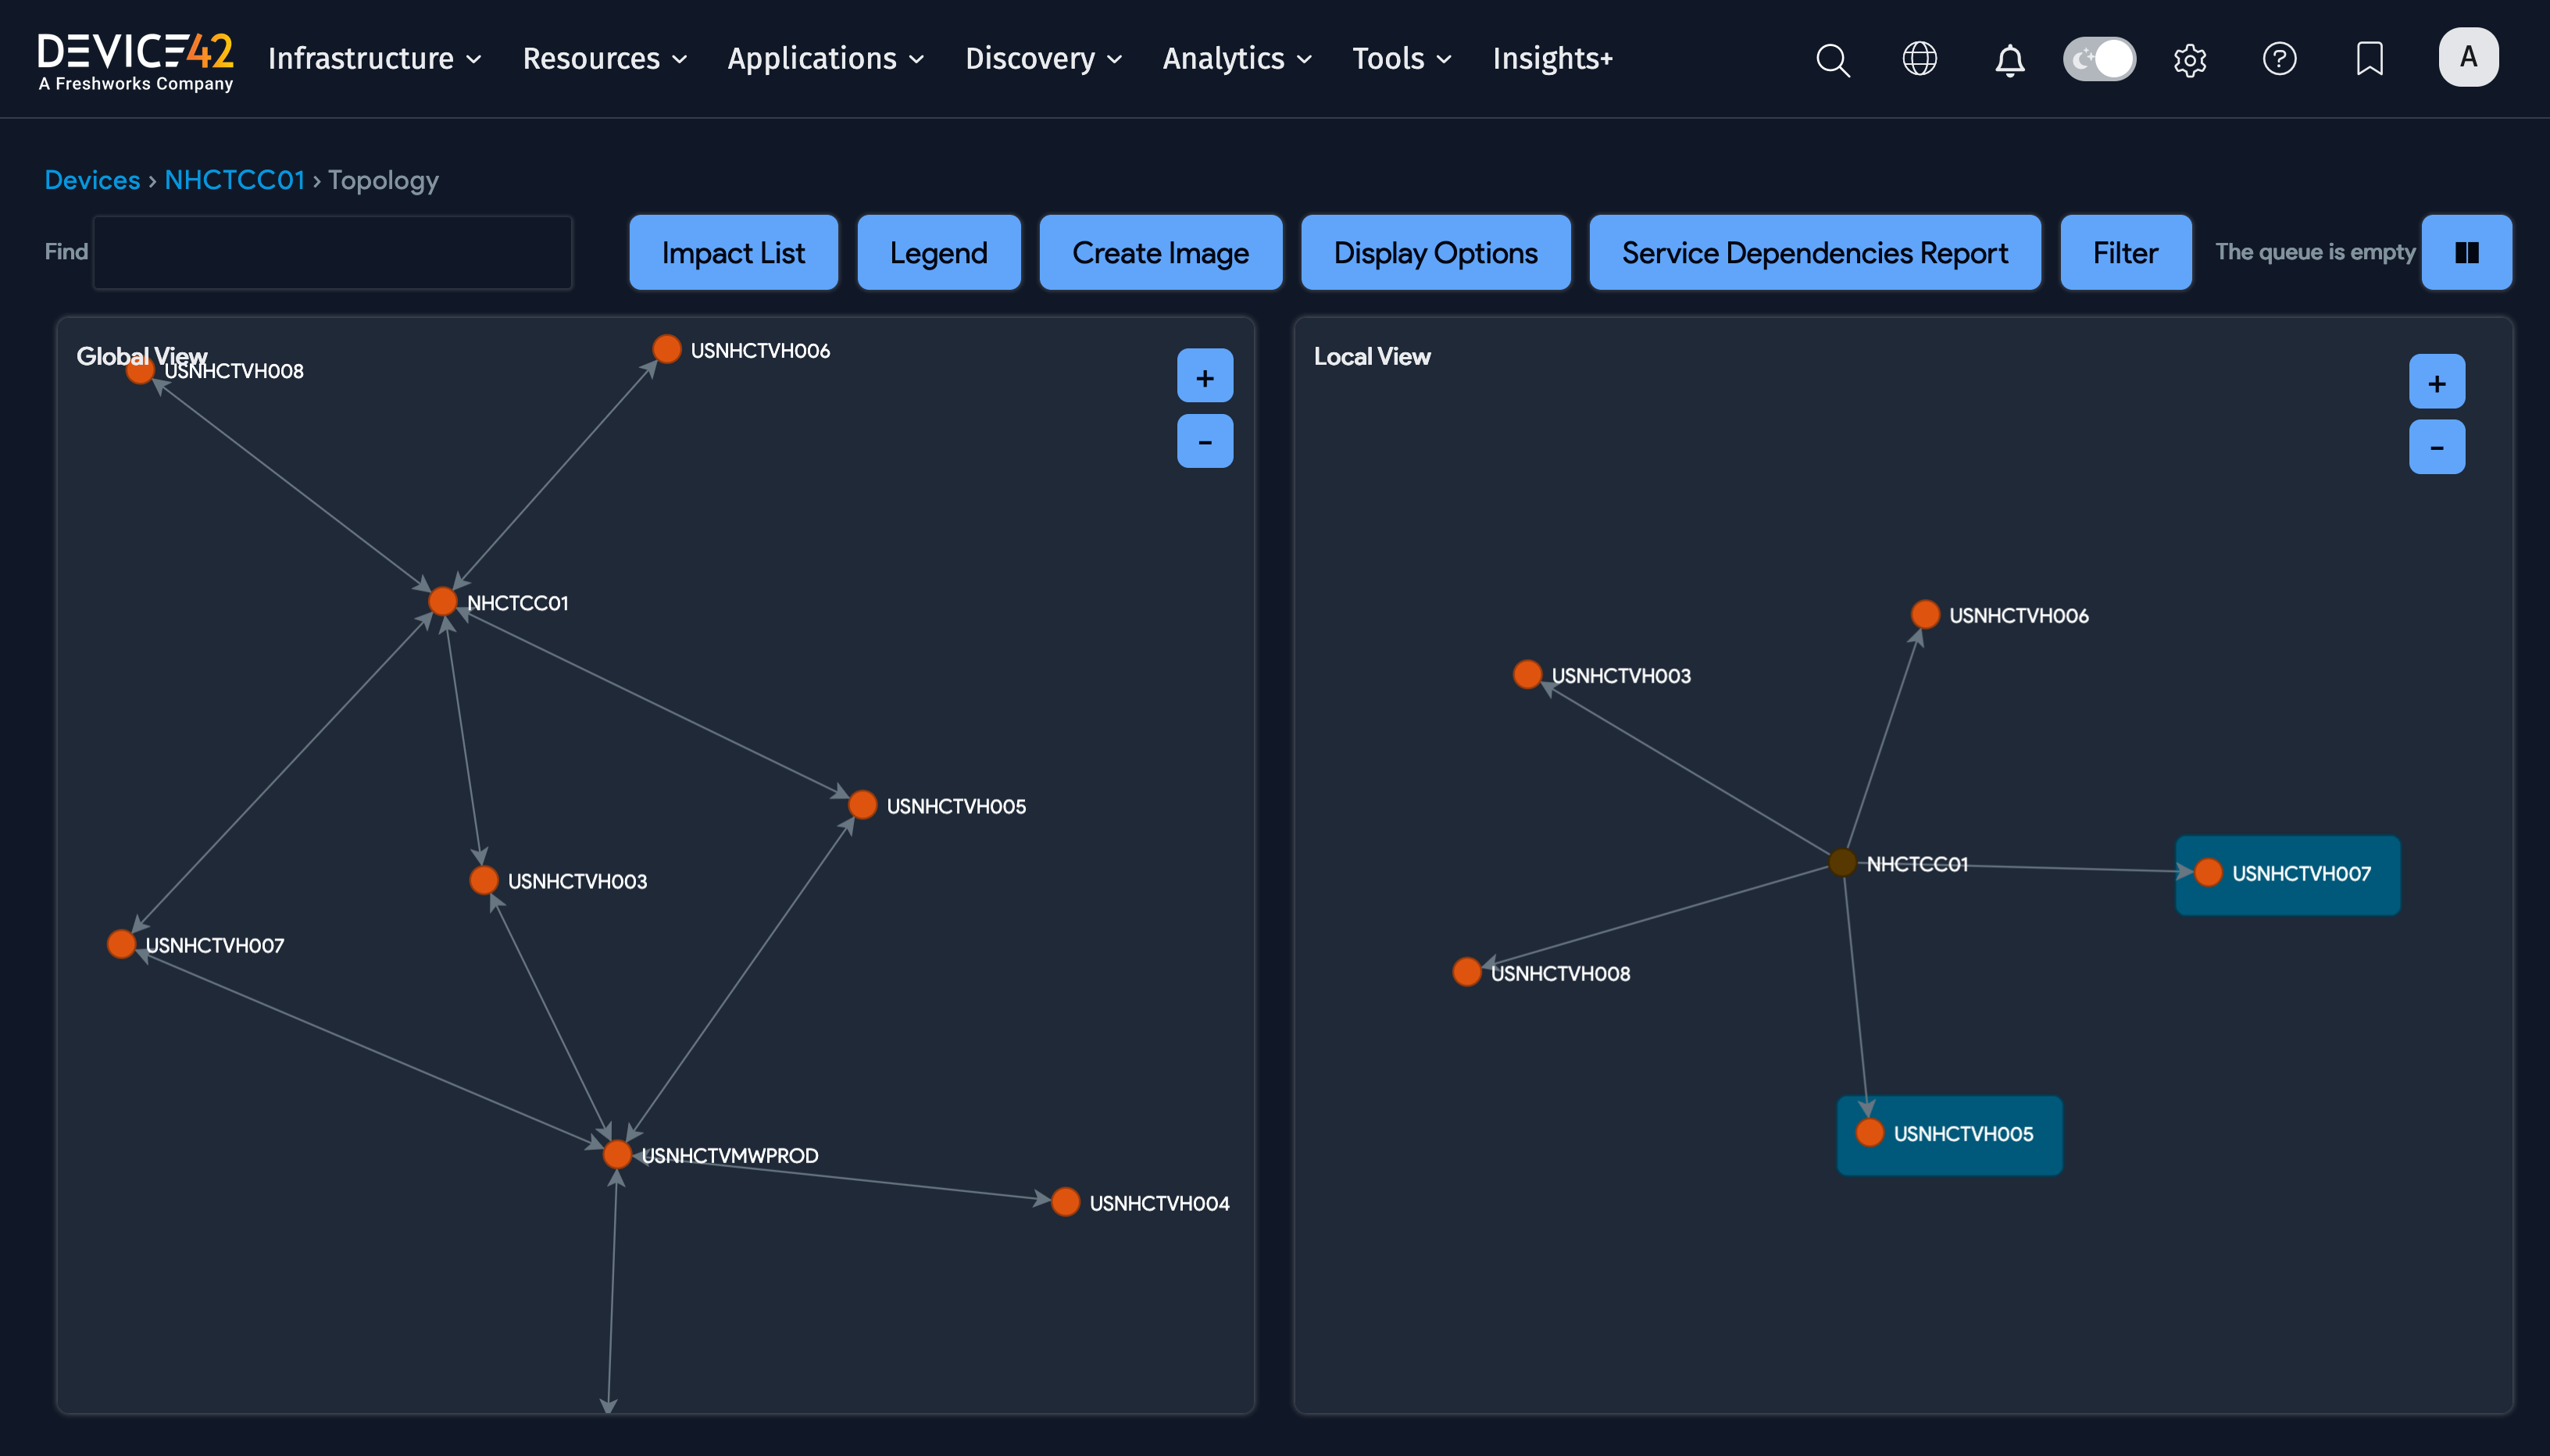 DEVICE42
A Freshworks Company
Infrastructure
Resources
Applications
Discovery
Analytics
Tools
Insights+
A
Devices › NHCTCC01 › Topology
Find
Impact List
Legend
Create Image
Display Options
Service Dependencies Report
Filter
The queue is empty
Global View
USNHCTVH008
USNHCTVH006
+
-
NHCTCC01
USNHCTVH005
USNHCTVH003
USNHCTVH007
USNHCTVMWPROD
USNHCTVH004
Local View
+
-
USNHCTVH006
USNHCTVH003
NHCTCC01
USNHCTVH007
USNHCTVH008
USNHCTVH005